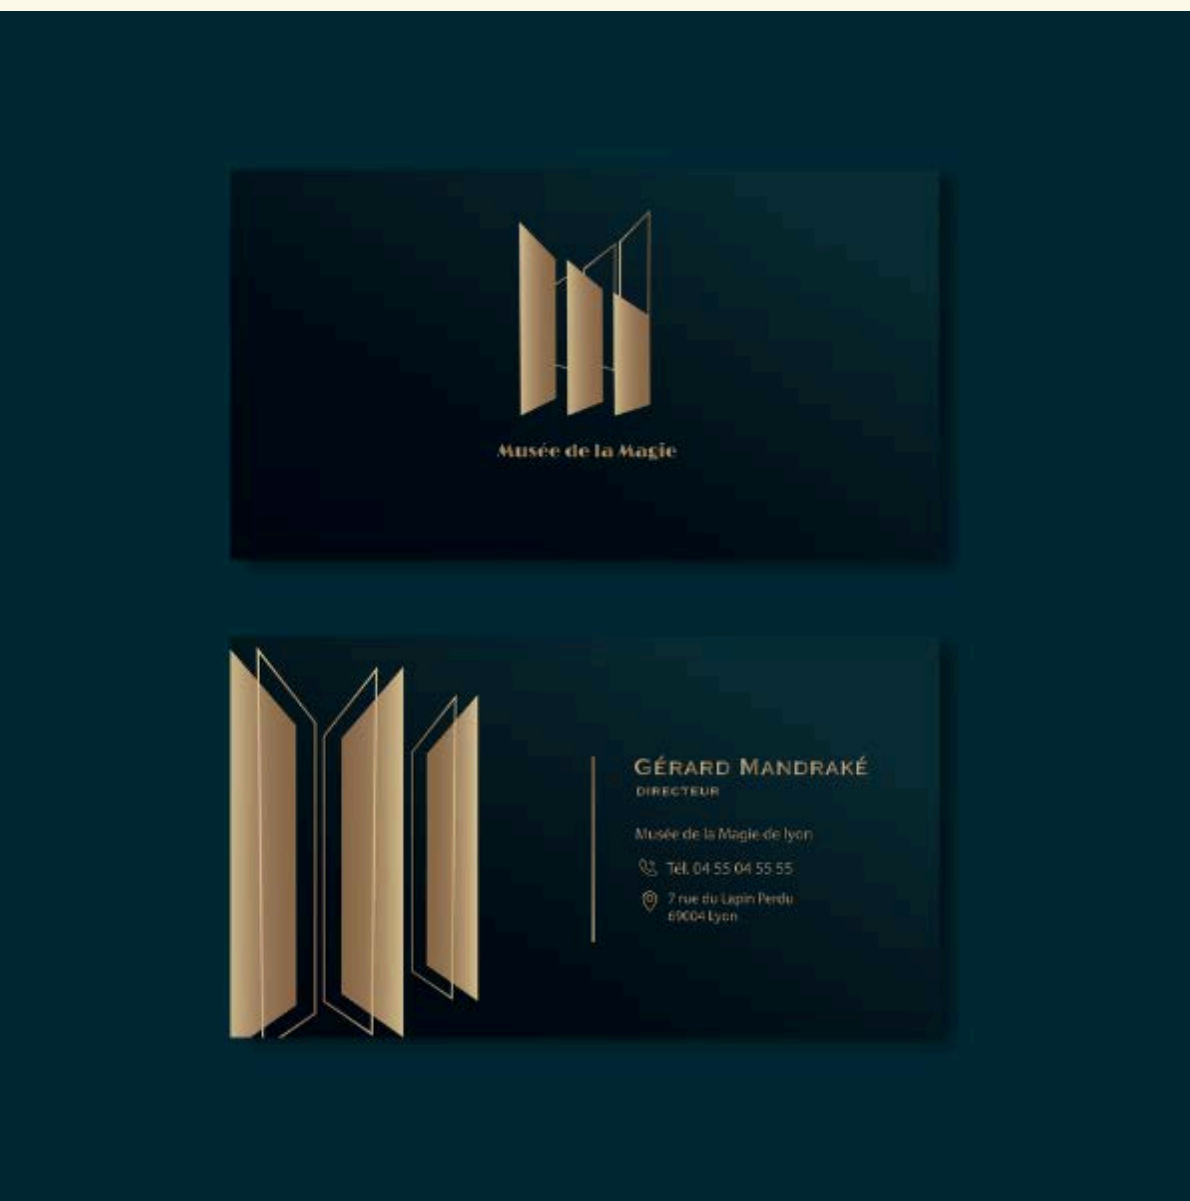 Musée de la Magie
GÉRARD MANDRAKÉ
DIRECTEUR
Musée de la Magie de lyon
Tél. 04 55 04 55 55
7 rue du Lapin Perdu
69004 Lyon